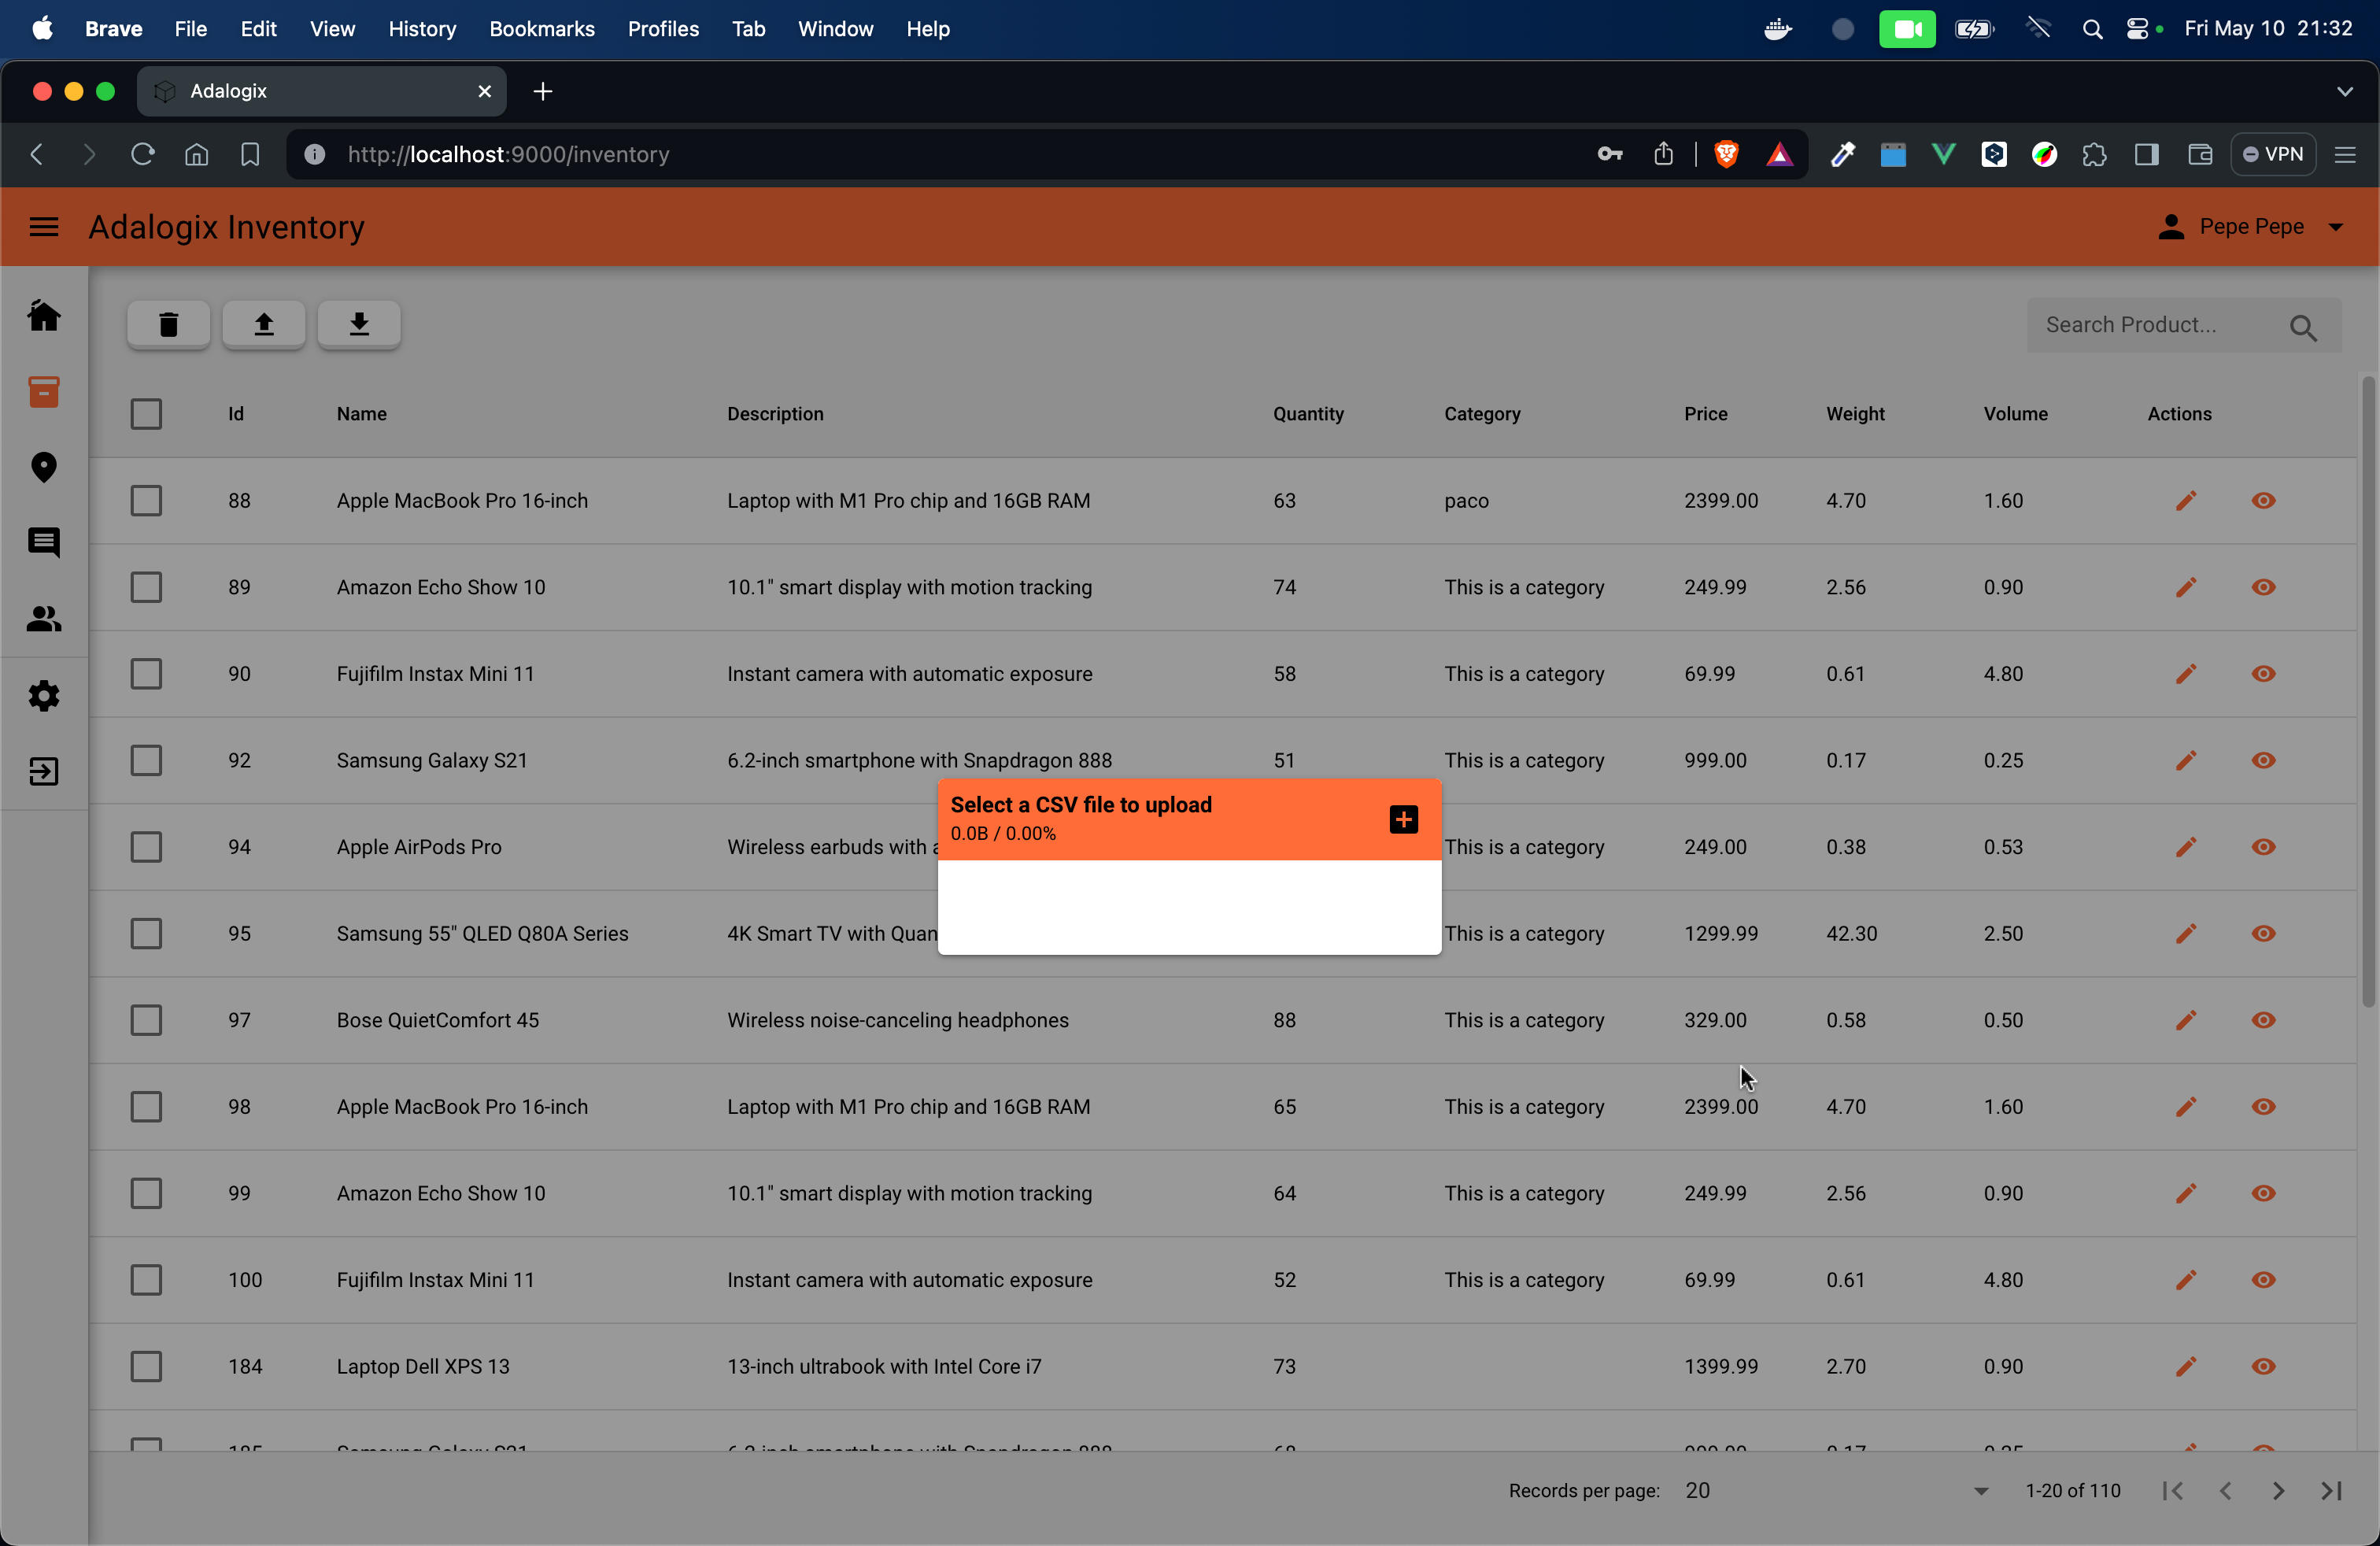 Brave File Edit View History Bookmarks Profiles Tab Window Help Fri May 10 21:32
Adalogix
http://localhost:9000/inventory VPN
Adalogix Inventory Pepe Pepe
Search Product...
Id Name Description Quantity Category Price Weight Volume Actions
88 Apple MacBook Pro 16-inch Laptop with M1 Pro chip and 16GB RAM 63 paco 2399.00 4.70 1.60
89 Amazon Echo Show 10 10.1" smart display with motion tracking 74 This is a category 249.99 2.56 0.90
90 Fujifilm Instax Mini 11 Instant camera with automatic exposure 58 This is a category 69.99 0.61 4.80
92 Samsung Galaxy S21 6.2-inch smartphone with Snapdragon 888 51 This is a category 999.00 0.17 0.25
Select a CSV file to upload
0.0B / 0.00%
94 Apple AirPods Pro Wireless earbuds with This is a category 249.00 0.38 0.53
95 Samsung 55" QLED Q80A Series 4K Smart TV with Quan This is a category 1299.99 42.30 2.50
97 Bose QuietComfort 45 Wireless noise-canceling headphones 88 This is a category 329.00 0.58 0.50
98 Apple MacBook Pro 16-inch Laptop with M1 Pro chip and 16GB RAM 65 This is a category 2399.00 4.70 1.60
99 Amazon Echo Show 10 10.1" smart display with motion tracking 64 This is a category 249.99 2.56 0.90
100 Fujifilm Instax Mini 11 Instant camera with automatic exposure 52 This is a category 69.99 0.61 4.80
184 Laptop Dell XPS 13 13-inch ultrabook with Intel Core i7 73 1399.99 2.70 0.90
Records per page: 20 1-20 of 110